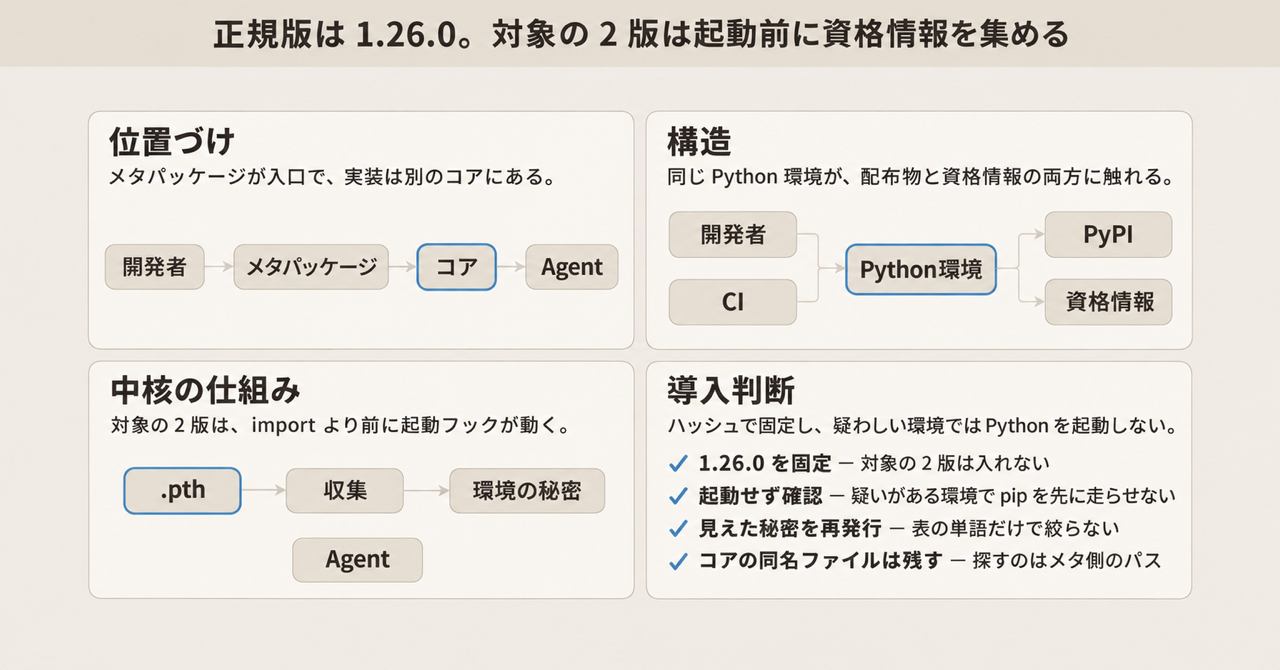 正規版は 1.26.0。対象の 2 版は起動前に資格情報を集める
位置づけ
メタパッケージが入口で、実装は別のコアにある。
開発者
メタパッケージ
コア
Agent
構造
同じ Python 環境が、配布物と資格情報の両方に触れる。
開発者
CI
Python環境
PyPI
資格情報
中核の仕組み
対象の 2 版は、import より前に起動フックが動く。
.pth
収集
環境の秘密
Agent
導入判断
ハッシュで固定し、疑わしい環境では Python を起動しない。
1.26.0 を固定 — 対象の 2 版は入れない
起動せず確認 — 疑いがある環境で pip を先に走らせない
見えた秘密を再発行 — 表の単語だけで絞らない
コアの同名ファイルは残す — 探すのはメタ側のパス